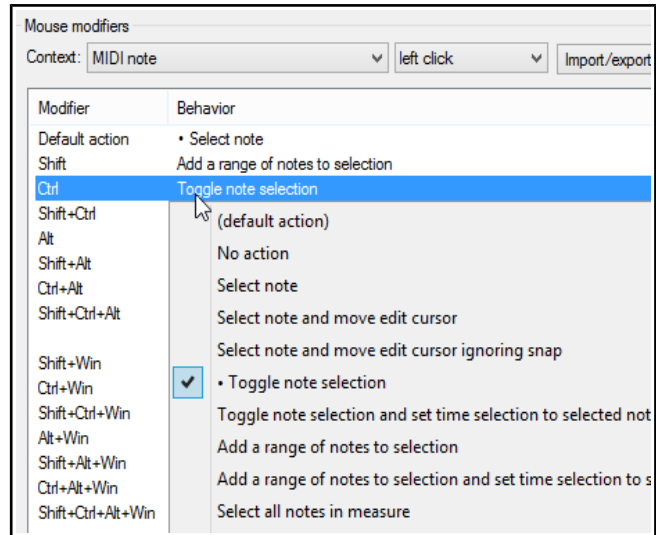 Mouse modifiers
Context: MIDI note left click Import/export
Modifier Behavior
Default action • Select note
Shift Add a range of notes to selection
Ctrl Toggle note selection
Shift+Ctrl
(default action)
Alt
No action
Shift+Alt
Ctrl+Alt
Select note
Shift+Ctrl+Alt
Select note and move edit cursor
Select note and move edit cursor ignoring snap
Shift+Win
Ctrl+Win
• Toggle note selection
Shift+Ctrl+Win
Toggle note selection and set time selection to selected not
Alt+Win
Add a range of notes to selection
Shift+Alt+Win
Ctrl+Alt+Win
Add a range of notes to selection and set time selection to s
Shift+Ctrl+Alt+Win
Select all notes in measure